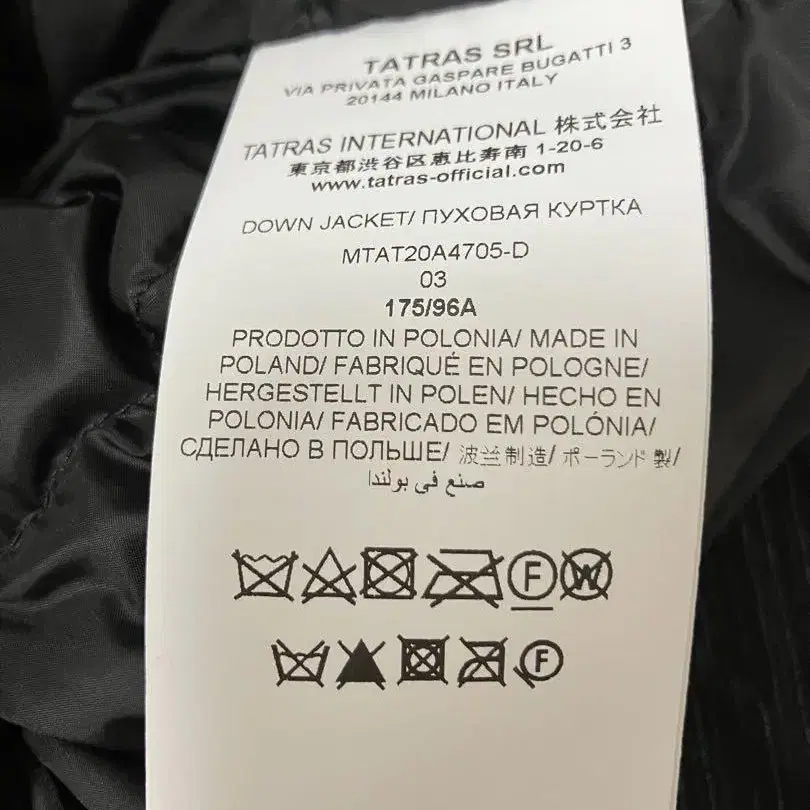 TATRAS SRL
VIA PRIVATA GASPARE BUGATTI 3
20144 MILANO ITALY
TATRAS INTERNATIONAL 株式会社
東京都渋谷区恵比寿南 1-20-6
www.tatras-official.com
DOWN JACKET/ ПУХОВАЯ КУРТКА
MTAT20A4705-D
03
175/96A
PRODOTTO IN POLONIA/ MADE IN
POLAND/ FABRIQUÉ EN POLOGNE/
HERGESTELLT IN POLEN/ HECHO EN
POLONIA/ FABRICADO EM POLÓNIA/
СДЕЛАНО В ПОЛЬШЕ/ 波兰制造/ ポーランド製/
صنع في بولندا
F W
F